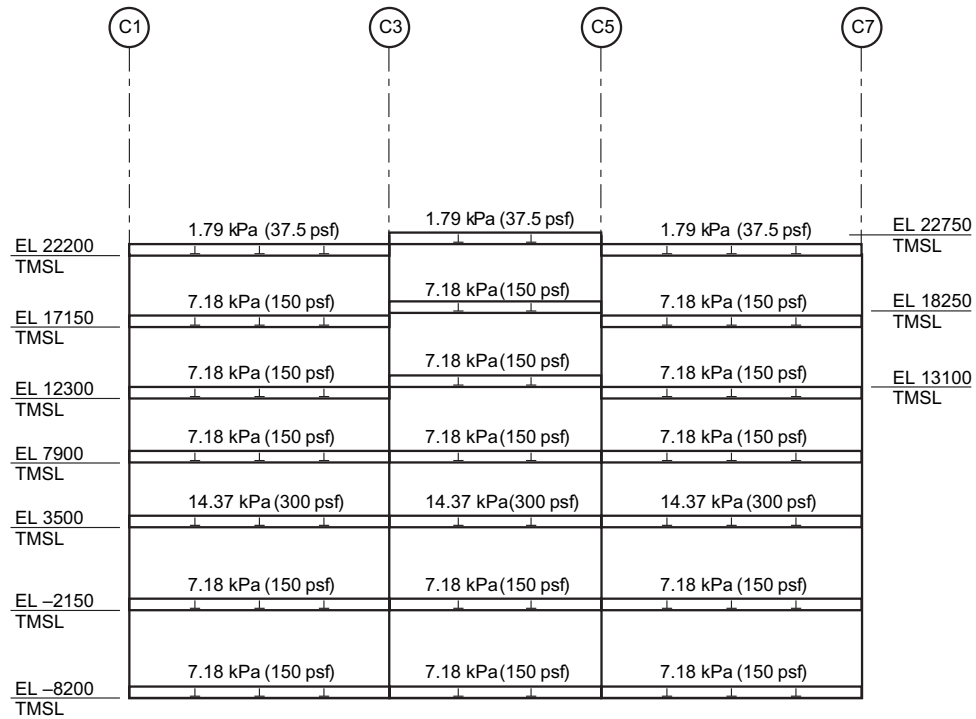 C1
C3
C5
C7
1.79 kPa (37.5 psf)
1.79 kPa (37.5 psf)
1.79 kPa (37.5 psf)
EL 22200
TMSL
EL 22750
TMSL
7.18 kPa (150 psf)
7.18 kPa (150 psf)
7.18 kPa (150 psf)
EL 17150
TMSL
EL 18250
TMSL
7.18 kPa (150 psf)
7.18 kPa (150 psf)
7.18 kPa (150 psf)
EL 12300
TMSL
EL 13100
TMSL
7.18 kPa (150 psf)
7.18 kPa (150 psf)
7.18 kPa (150 psf)
EL 7900
TMSL
14.37 kPa (300 psf)
14.37 kPa(300 psf)
14.37 kPa (300 psf)
EL 3500
TMSL
7.18 kPa (150 psf)
7.18 kPa (150 psf)
7.18 kPa (150 psf)
EL –2150
TMSL
7.18 kPa (150 psf)
7.18 kPa (150 psf)
7.18 kPa (150 psf)
EL –8200
TMSL